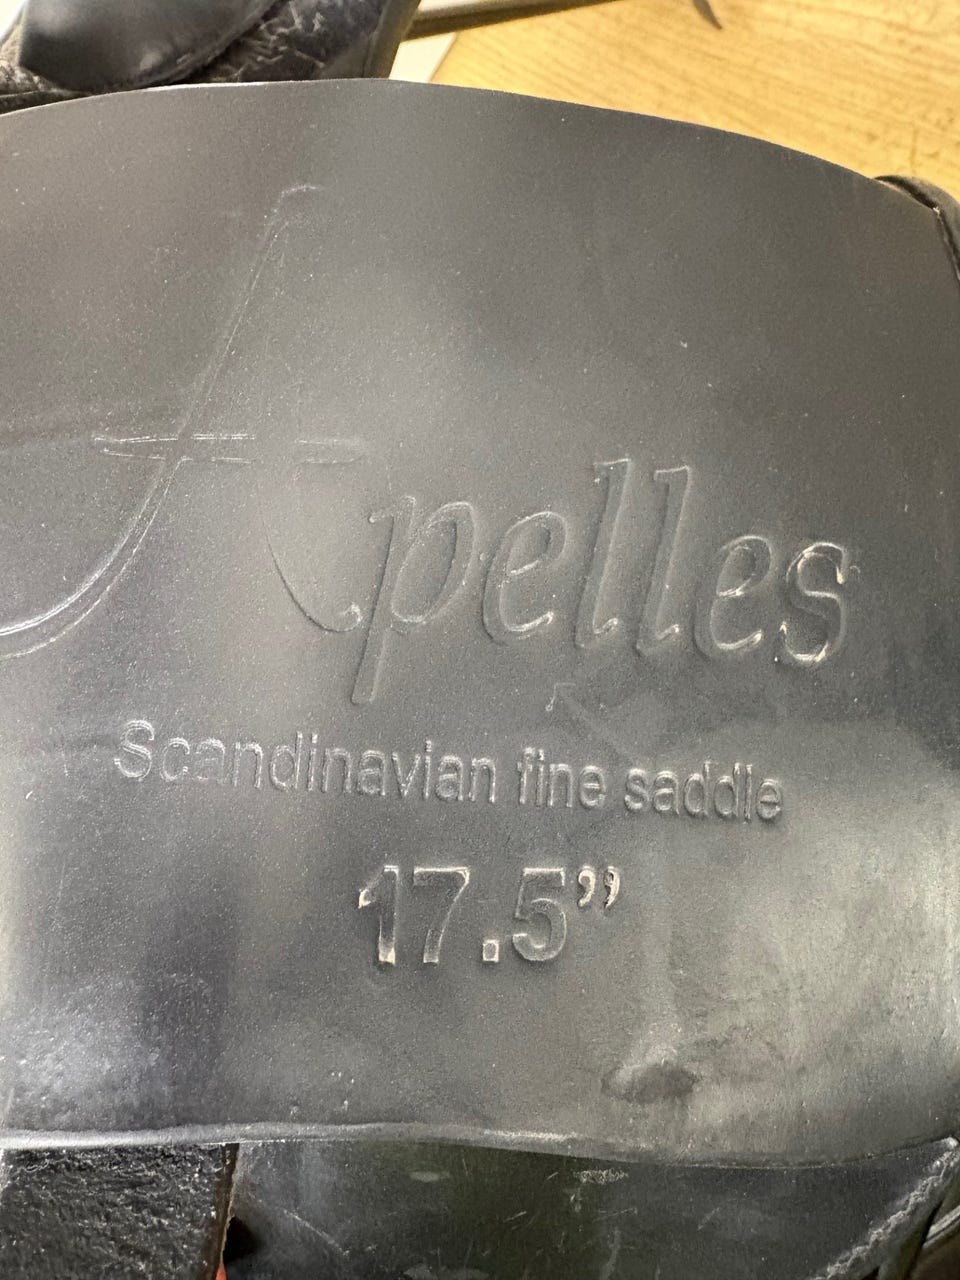 Apelles
Scandinavian fine saddle
17.5”